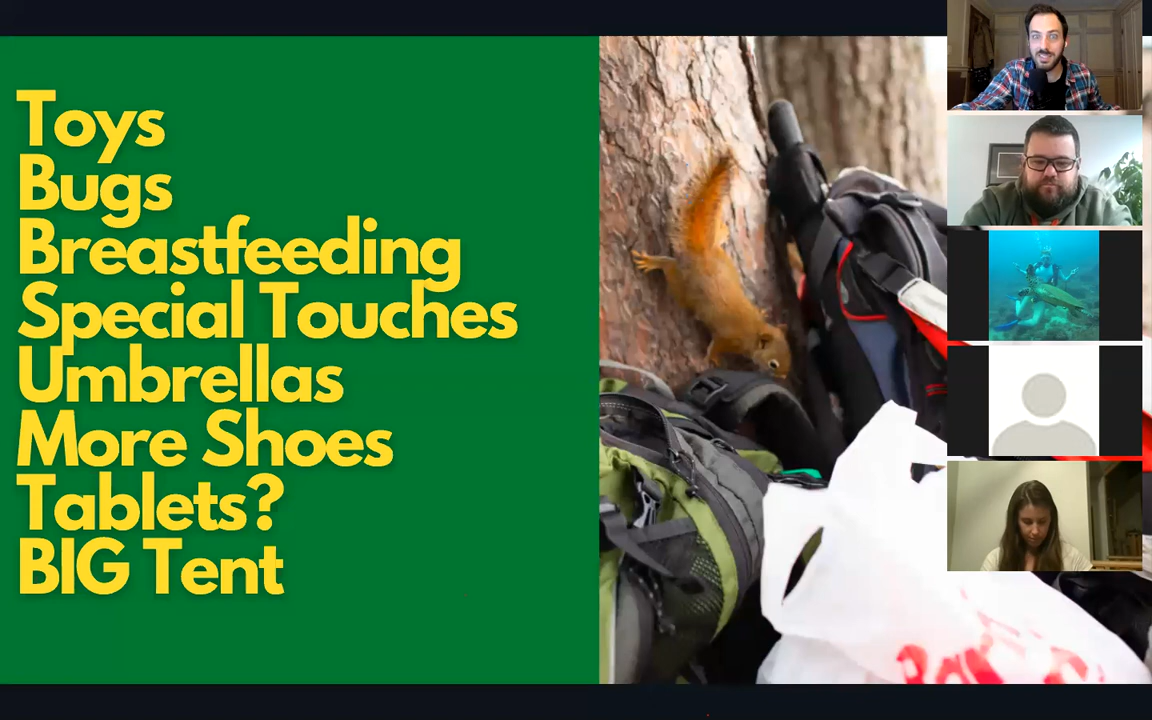 Toys
Bugs
Breastfeeding
Special Touches
Umbrellas
More Shoes
Tablets?
BIG Tent